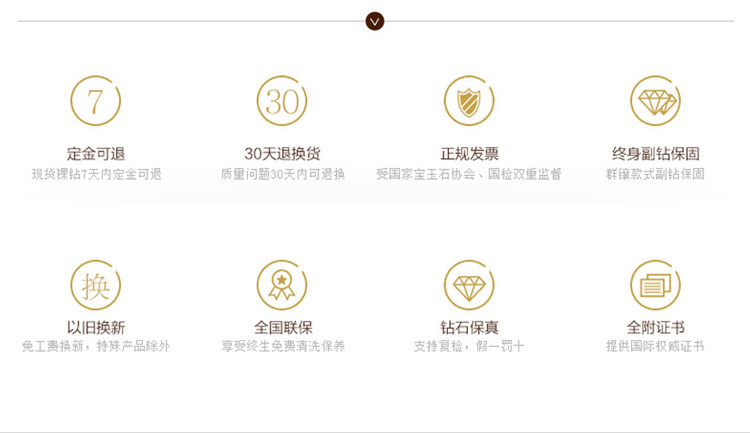 7
30
定金可退
30天退换货
正规发票
终身副钻保固
现货裸钻7天内定金可退
质量问题30天内可退换
受国家宝玉石协会、国检双重监督
群镶款式副钻保固
换
以旧换新
全国联保
钻石保真
全附证书
免工费换新，特殊产品除外
享受终生免费清洗保养
支持复检，假一罚十
提供国际权威证书